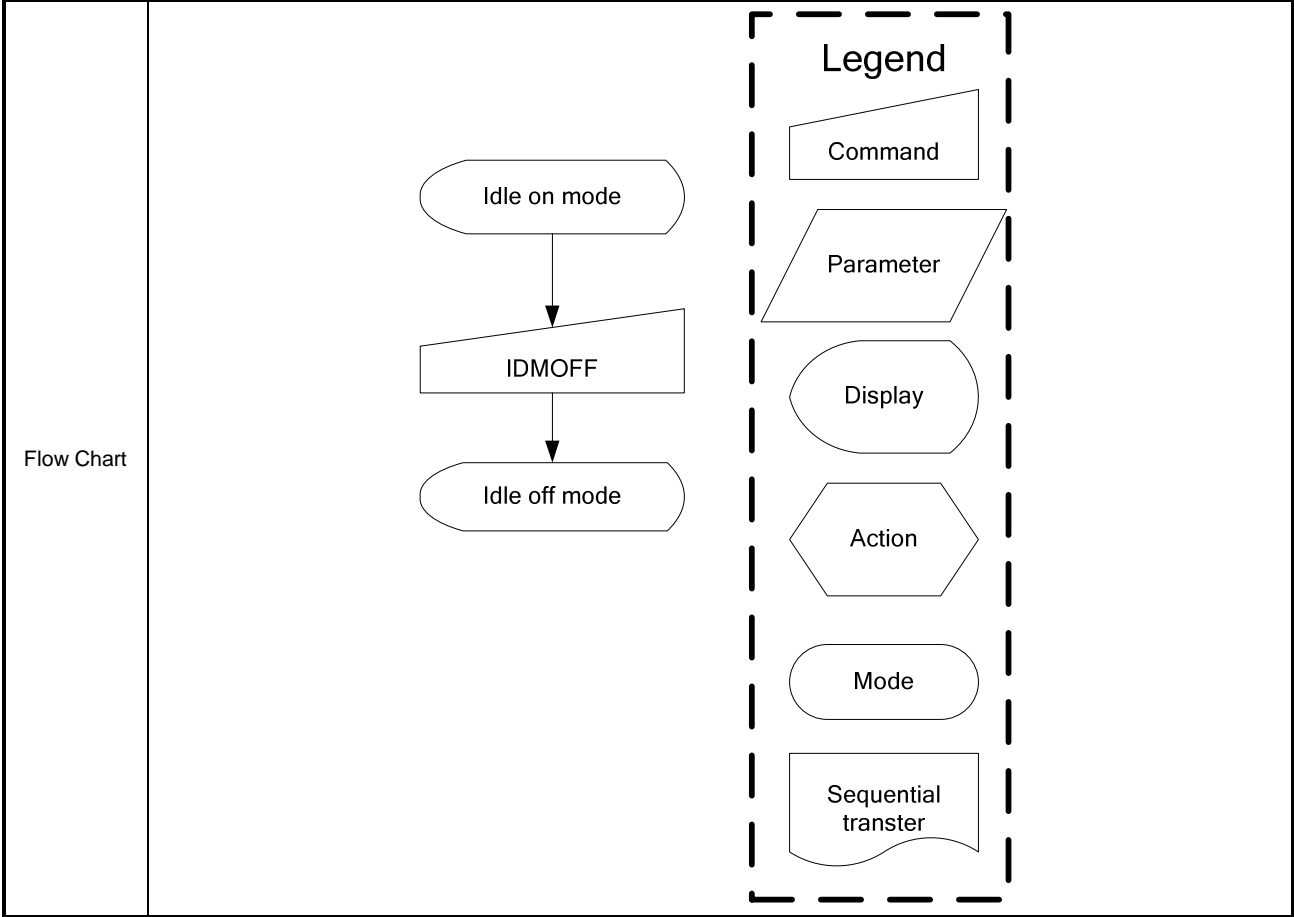 Flow Chart
Idle on mode
IDMOFF
Idle off mode
Legend
Command
Parameter
Display
Action
Mode
Sequential
transter